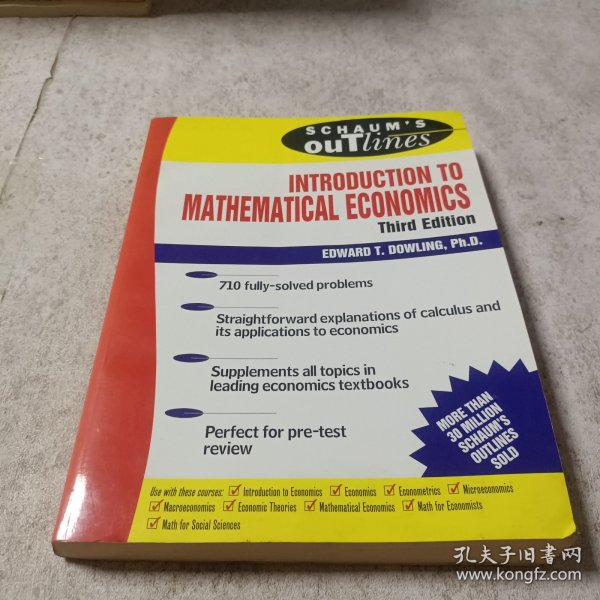 SCHAUM'S
ouTlines
INTRODUCTION TO
MATHEMATICAL ECONOMICS
Third Edition
EDWARD T. DOWLING, Ph.D.
710 fully-solved problems
Straightforward explanations of calculus and
its applications to economics
Supplements all topics in
leading economics textbooks
Perfect for pre-test
review
MORE THAN
30 MILLION
SCHAUM'S
OUTLINES
SOLD
Use with these courses: ☑ Introduction to Economics ☑ Economics ☑ Econometrics ☑ Microeconomics
☑ Macroeconomics ☑ Economic Theories ☑ Mathematical Economics ☑ Math for Economists
☑ Math for Social Sciences
孔夫子旧书网
www.kongfz.com